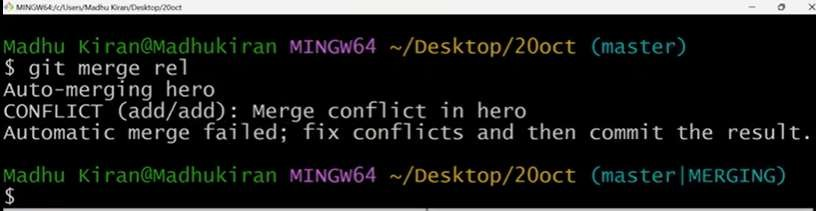 MINGW64:/c/Users/Madhu Kiran/Desktop/20oct
Madhu Kiran@Madhukiran MINGW64 ~/Desktop/20oct (master)
$ git merge rel
Auto-merging hero
CONFLICT (add/add): Merge conflict in hero
Automatic merge failed; fix conflicts and then commit the result.
Madhu Kiran@Madhukiran MINGW64 ~/Desktop/20oct (master|MERGING)
$